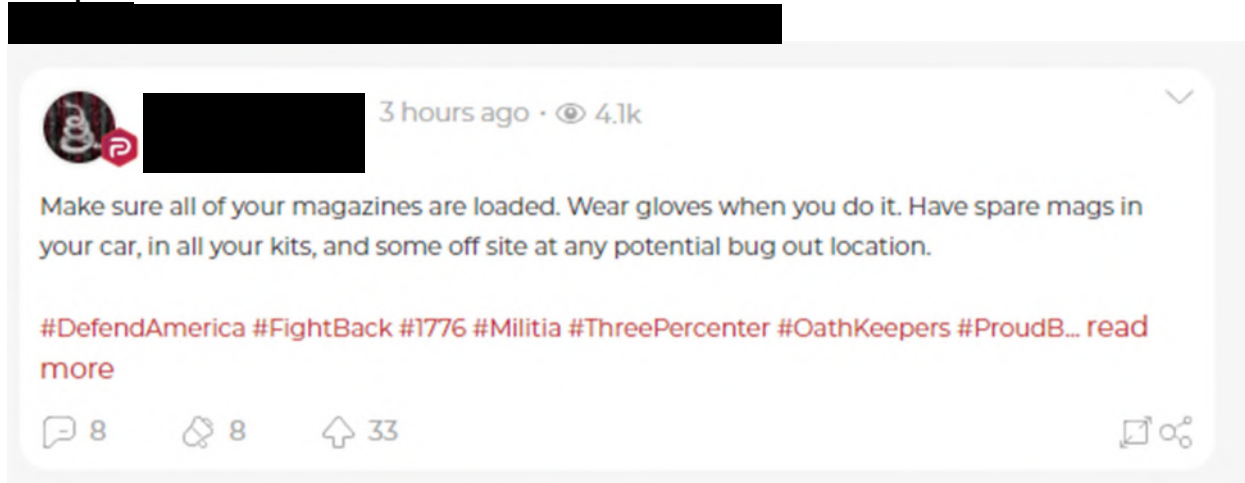 3 hours ago · 4.1k
Make sure all of your magazines are loaded. Wear gloves when you do it. Have spare mags in
your car, in all your kits, and some off site at any potential bug out location.
#DefendAmerica #FightBack #1776 #Militia #ThreePercenter #OathKeepers #ProudB... read
more
8 8 33